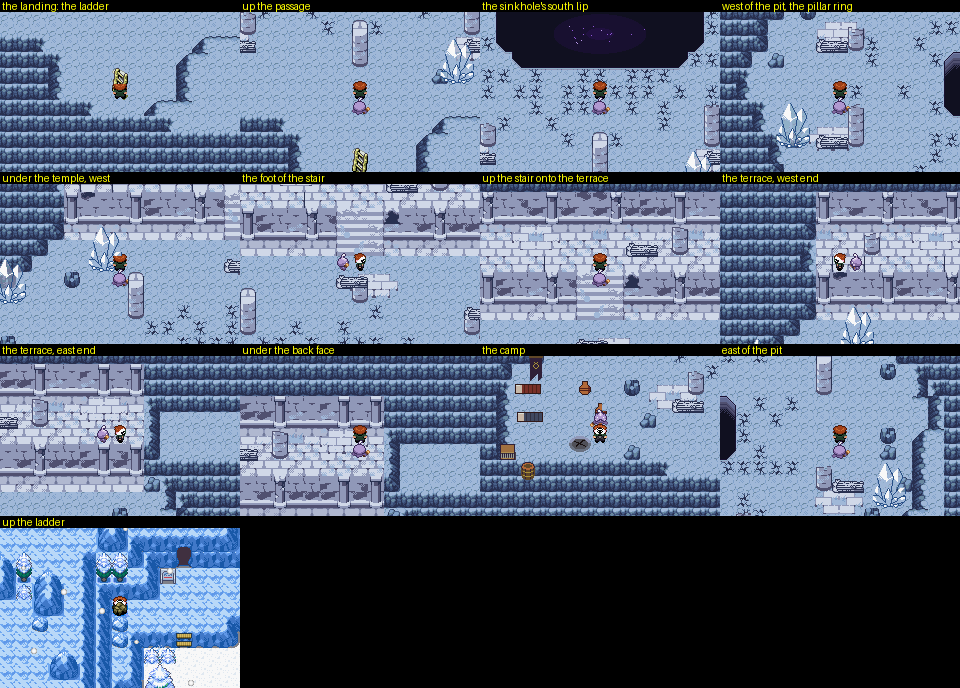 the landing: the ladder
up the passage
the sinkhole's south lip
west of the pit, the pillar ring
under the temple, west
the foot of the stair
up the stair onto the terrace
the terrace, west end
the terrace, east end
under the back face
the camp
east of the pit
up the ladder